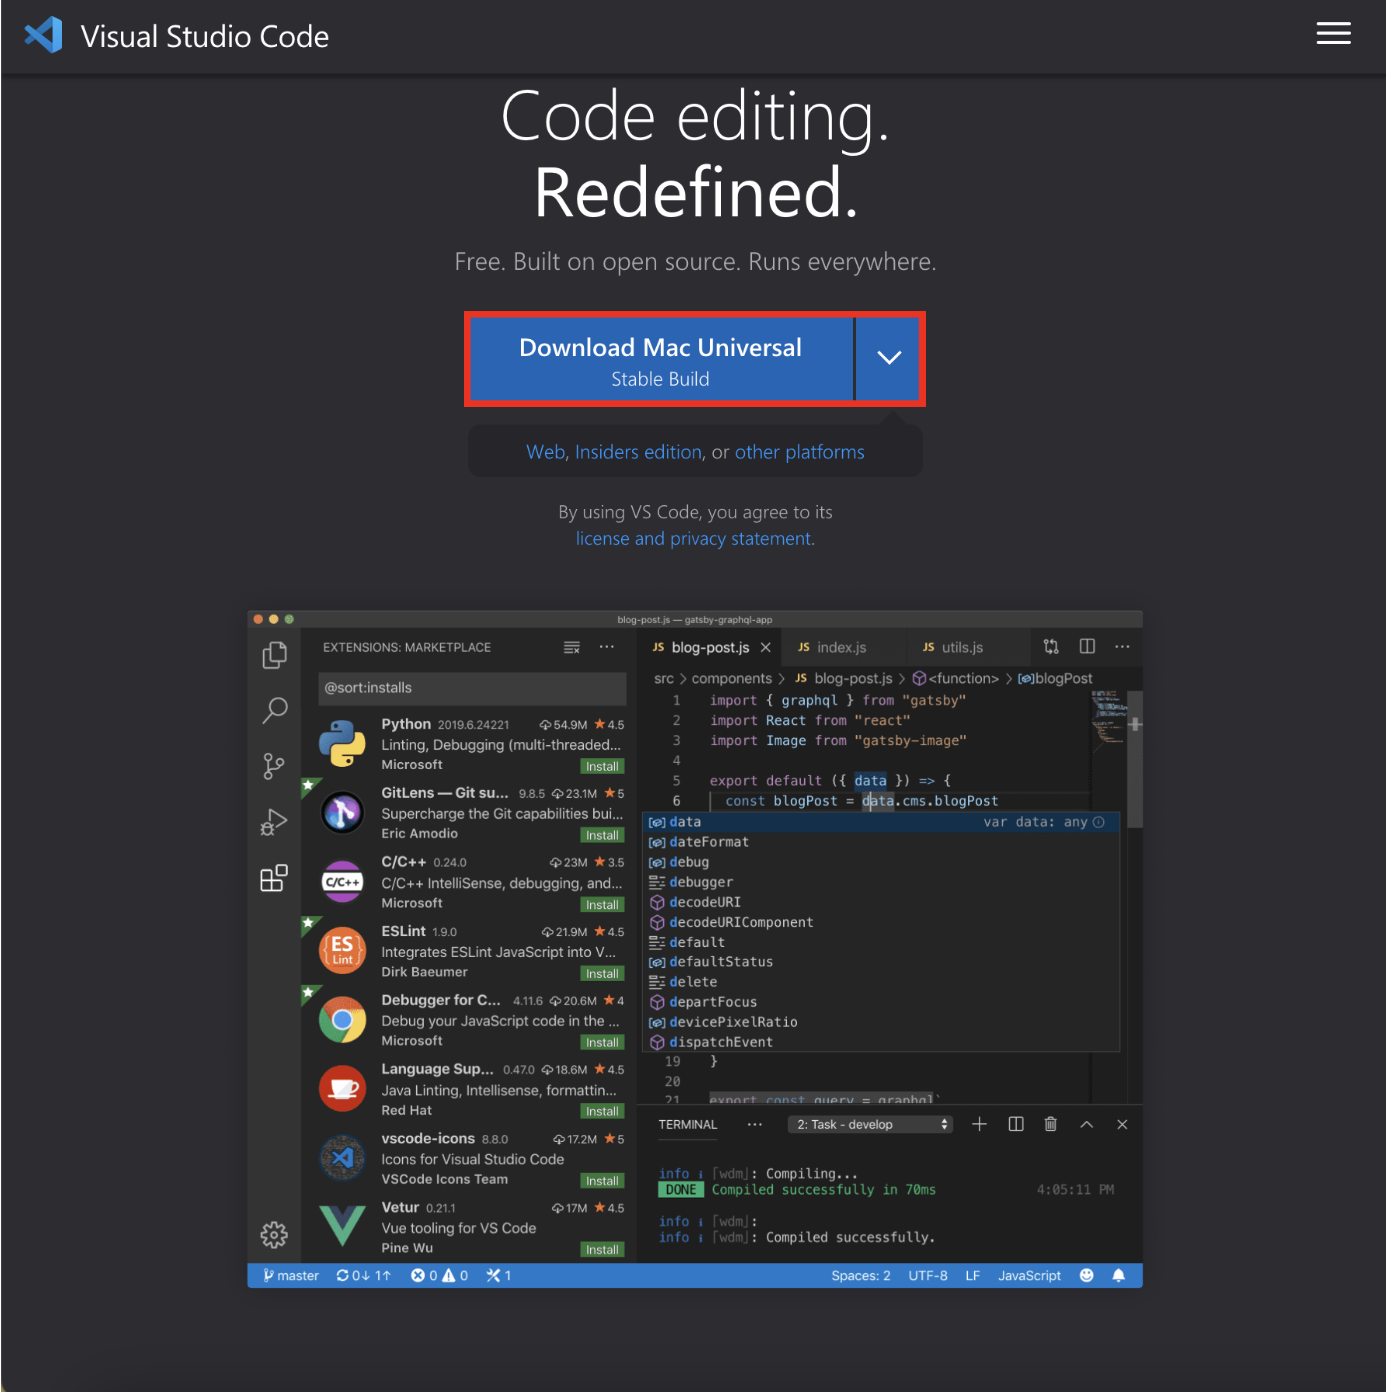 Visual Studio Code
Code editing.
Redefined.
Free. Built on open source. Runs everywhere.
Download Mac Universal
Stable Build
Web, Insiders edition, or other platforms
By using VS Code, you agree to its
license and privacy statement.
blog-post.js — gatsby-graphql-app
EXTENSIONS: MARKETPLACE
@sort:installs
Python 2019.6.24221 54.9M ★ 4.5
Linting, Debugging (multi-threaded...
Microsoft Install
GitLens — Git su... 9.8.5 23.1M ★ 5
Supercharge the Git capabilities bui...
Eric Amodio Install
C/C++
C/C++ 0.24.0 23M ★ 3.5
C/C++ IntelliSense, debugging, and...
Microsoft Install
ES
Lint
ESLint 1.9.0 21.9M ★ 4.5
Integrates ESLint JavaScript into V...
Dirk Baeumer Install
Debugger for C... 4.11.6 20.6M ★ 4
Debug your JavaScript code in the ...
Microsoft Install
Language Sup... 0.47.0 18.6M ★ 4.5
Java Linting, Intellisense, formattin...
Red Hat Install
vscode-icons 8.8.0 17.2M ★ 5
Icons for Visual Studio Code
VSCode Icons Team Install
Vetur 0.21.1 17M ★ 4.5
Vue tooling for VS Code
Pine Wu Install
JS blog-post.js JS index.js JS utils.js
src > components > JS blog-post.js > <function> > blogPost
1 import { graphql } from "gatsby"
2 import React from "react"
3 import Image from "gatsby-image"
4
5 export default ({ data }) => {
6 const blogPost = data.cms.blogPost
data var data: any
dateFormat
debug
debugger
decodeURI
decodeURIComponent
default
defaultStatus
delete
departFocus
devicePixelRatio
dispatchEvent
19 }
20
21 export const query = graphql`
TERMINAL ... 2: Task - develop
info i [wdm]: Compiling...
DONE Compiled successfully in 70ms 4:05:11 PM
info i [wdm]:
info i [wdm]: Compiled successfully.
master 0↓ 1↑ 0 0 1 Spaces: 2 UTF-8 LF JavaScript